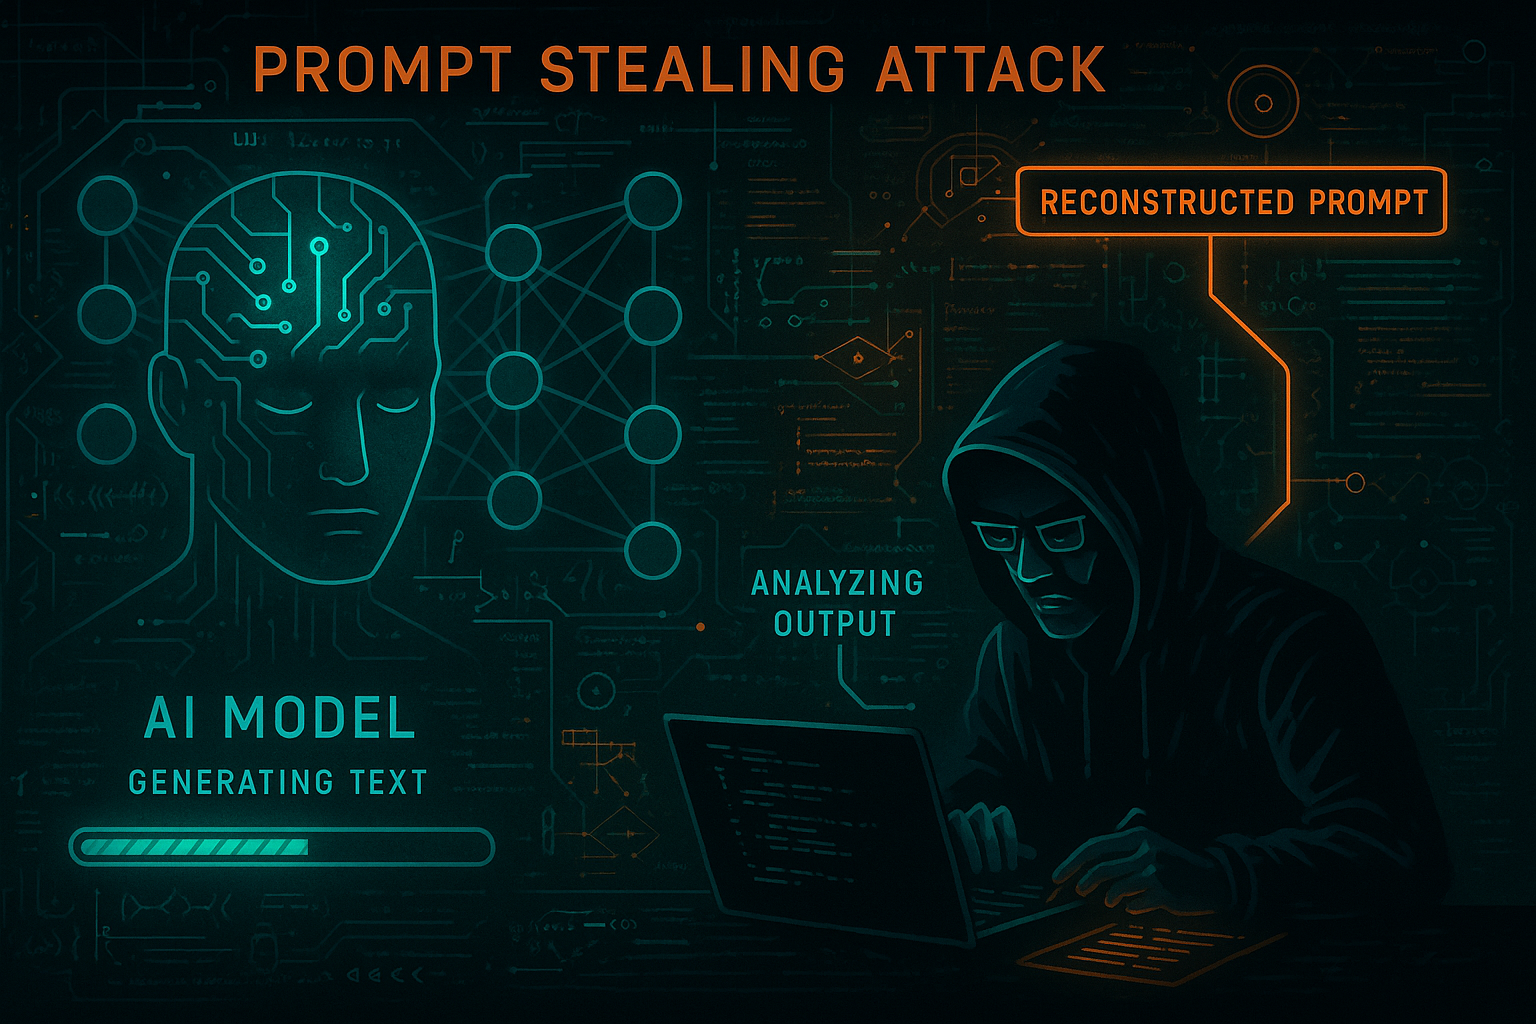 PROMPT STEALING ATTACK
RECONSTRUCTED PROMPT
ANALYZING
OUTPUT
AI MODEL
GENERATING TEXT